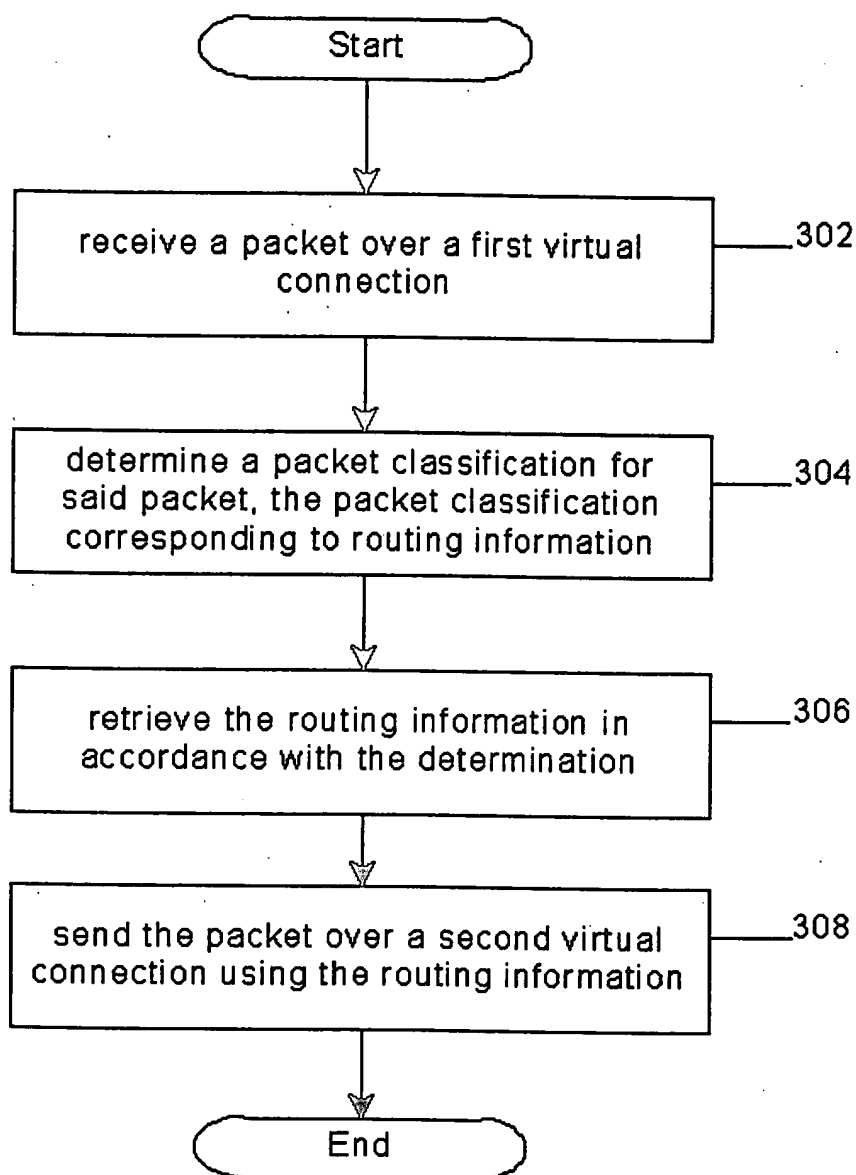 Start
receive a packet over a first virtual
connection
302
determine a packet classification for
said packet, the packet classification
corresponding to routing information
304
retrieve the routing information in
accordance with the determination
306
send the packet over a second virtual
connection using the routing information
308
End